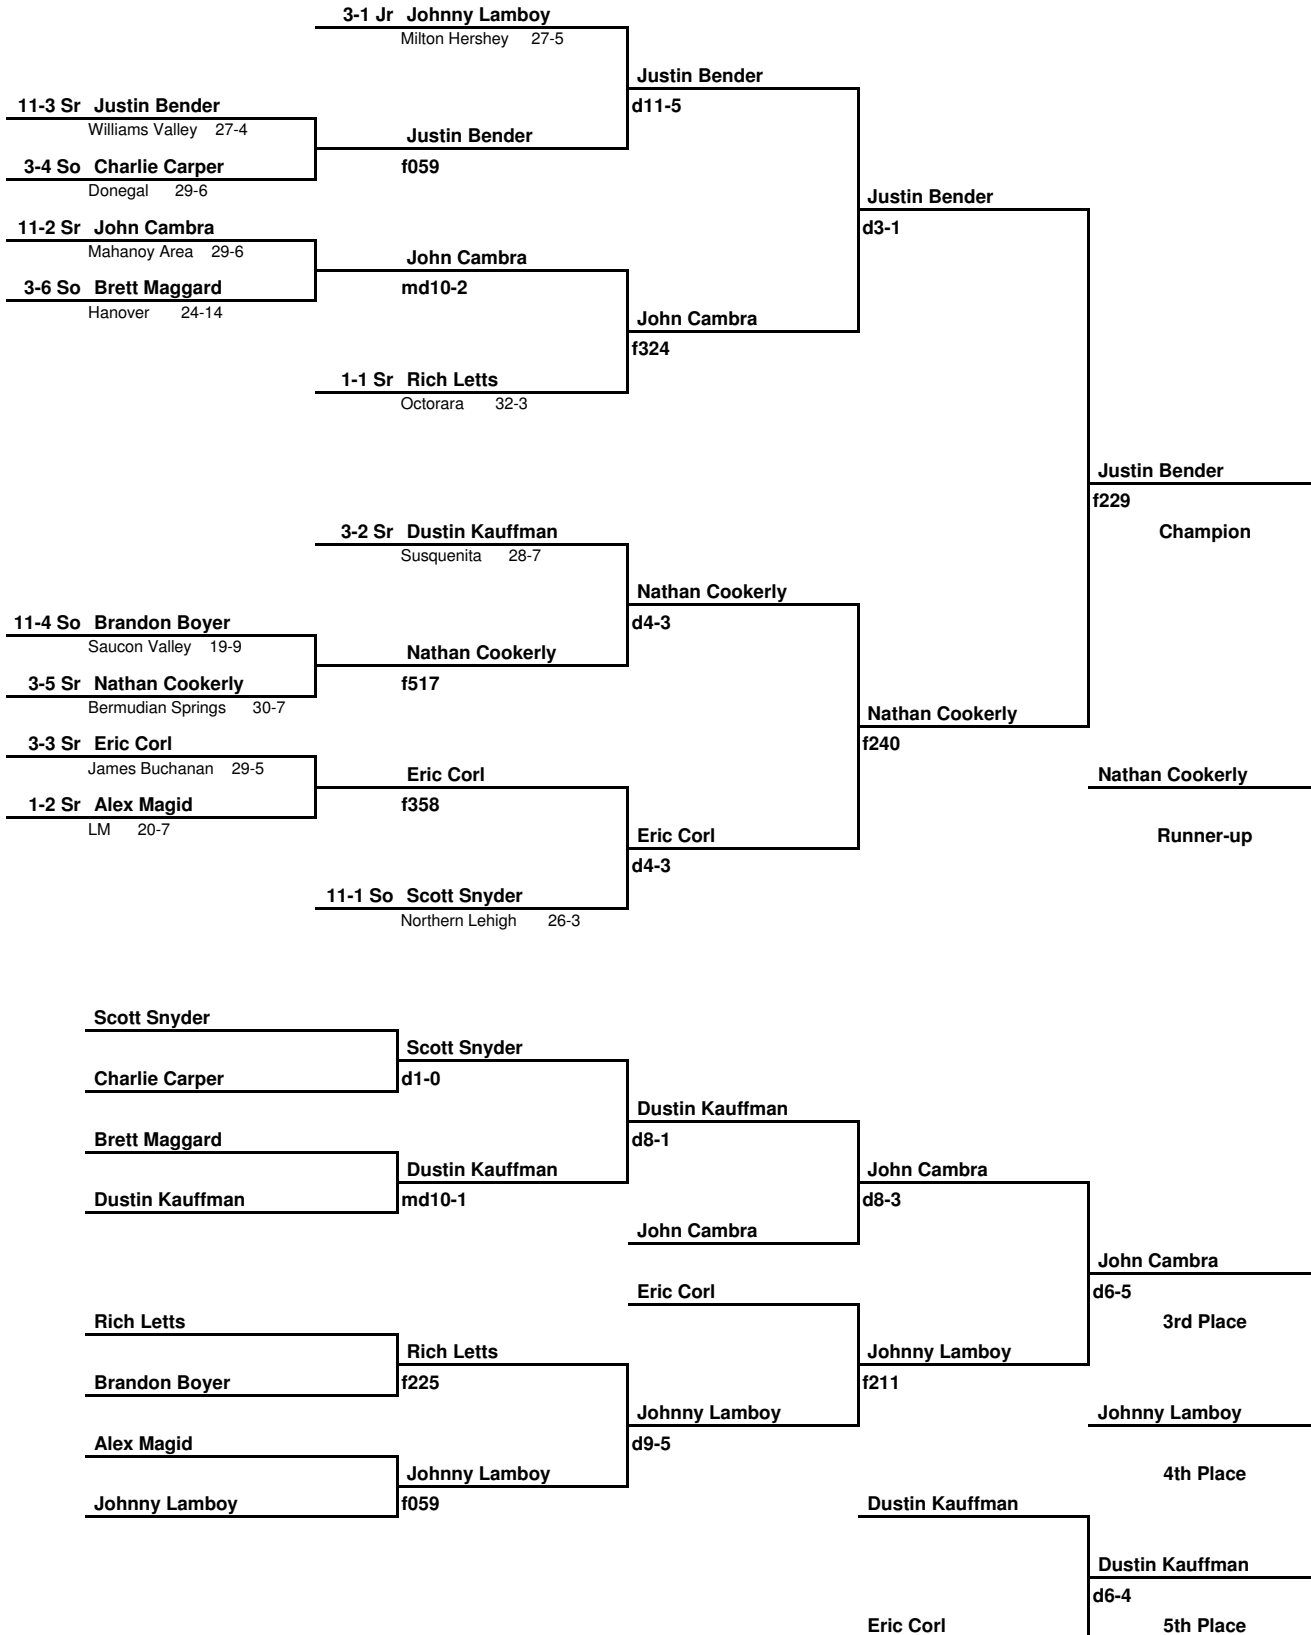 3-1 Jr Johnny Lamboy
Milton Hershey 27-5
Justin Bender
11-3 Sr Justin Bender
d11-5
Williams Valley 27-4
Justin Bender
3-4 So Charlie Carper
f059
Donegal 29-6
Justin Bender
11-2 Sr John Cambra
d3-1
Mahanoy Area 29-6
John Cambra
3-6 So Brett Maggard
md10-2
Hanover 24-14
John Cambra
f324
1-1 Sr Rich Letts
Octorara 32-3
Justin Bender
f229
3-2 Sr Dustin Kauffman
Champion
Susquenita 28-7
Nathan Cookerly
11-4 So Brandon Boyer
d4-3
Saucon Valley 19-9
Nathan Cookerly
3-5 Sr Nathan Cookerly
f517
Bermudian Springs 30-7
Nathan Cookerly
3-3 Sr Eric Corl
f240
James Buchanan 29-5
Eric Corl
Nathan Cookerly
1-2 Sr Alex Magid
f358
LM 20-7
Eric Corl
Runner-up
d4-3
11-1 So Scott Snyder
Northern Lehigh 26-3
Scott Snyder
Scott Snyder
Charlie Carper
d1-0
Dustin Kauffman
Brett Maggard
d8-1
Dustin Kauffman
John Cambra
Dustin Kauffman
md10-1
d8-3
John Cambra
John Cambra
Eric Corl
d6-5
Rich Letts
3rd Place
Rich Letts
Johnny Lamboy
Brandon Boyer
f225
f211
Johnny Lamboy
Johnny Lamboy
Alex Magid
d9-5
Johnny Lamboy
4th Place
Johnny Lamboy
f059
Dustin Kauffman
Dustin Kauffman
d6-4
Eric Corl
5th Place